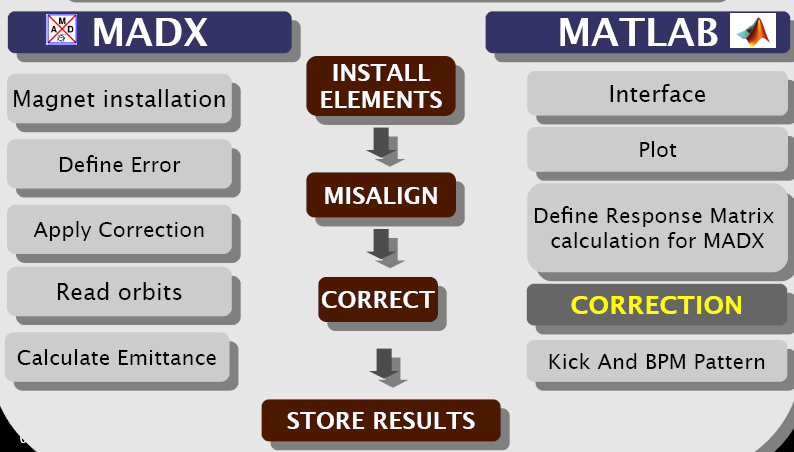 MADX
MATLAB
Magnet installation
Define Error
Apply Correction
Read orbits
Calculate Emittance
INSTALL
ELEMENTS
MISALIGN
CORRECT
STORE RESULTS
Interface
Plot
Define Response Matrix
calculation for MADX
CORRECTION
Kick And BPM Pattern